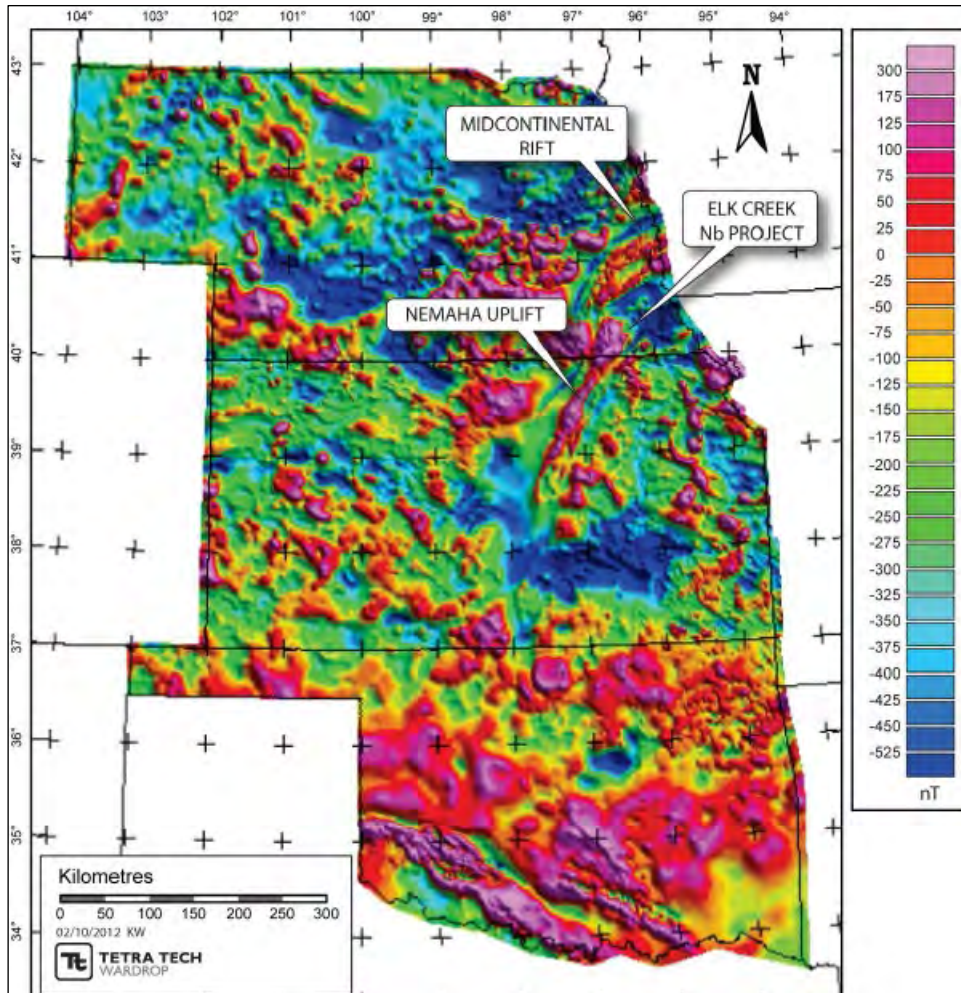 104° 103° 102° 101° 100° 99° 98° 97° 96° 95° 94°
43°
42°
41°
40°
39°
38°
37°
36°
35°
34°
N
MIDCONTINENTAL
RIFT
ELK CREEK
Nb PROJECT
NEMAHA UPLIFT
300
175
125
100
75
50
0
-25
-50
-75
-100
-125
-150
-175
-200
-225
-250
-275
-300
-325
-350
-375
-400
-425
-450
-525
nT
Kilometres
0 50 100 150 200 250 300
02/10/2012 KW
Tt TETRA TECH
WARDROP